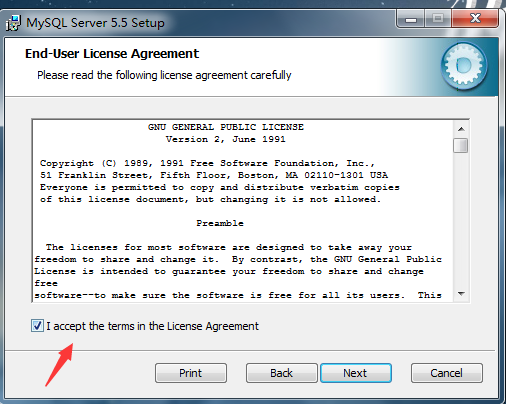 MySQL Server 5.5 Setup
End-User License Agreement
Please read the following license agreement carefully
GNU GENERAL PUBLIC LICENSE
Version 2, June 1991
Copyright (C) 1989, 1991 Free Software Foundation, Inc.,
51 Franklin Street, Fifth Floor, Boston, MA 02110-1301 USA
Everyone is permitted to copy and distribute verbatim copies
of this license document, but changing it is not allowed.
Preamble
The licenses for most software are designed to take away your
freedom to share and change it. By contrast, the GNU General Public
License is intended to guarantee your freedom to share and change
free
software--to make sure the software is free for all its users. This
I accept the terms in the License Agreement
Print Back Next Cancel